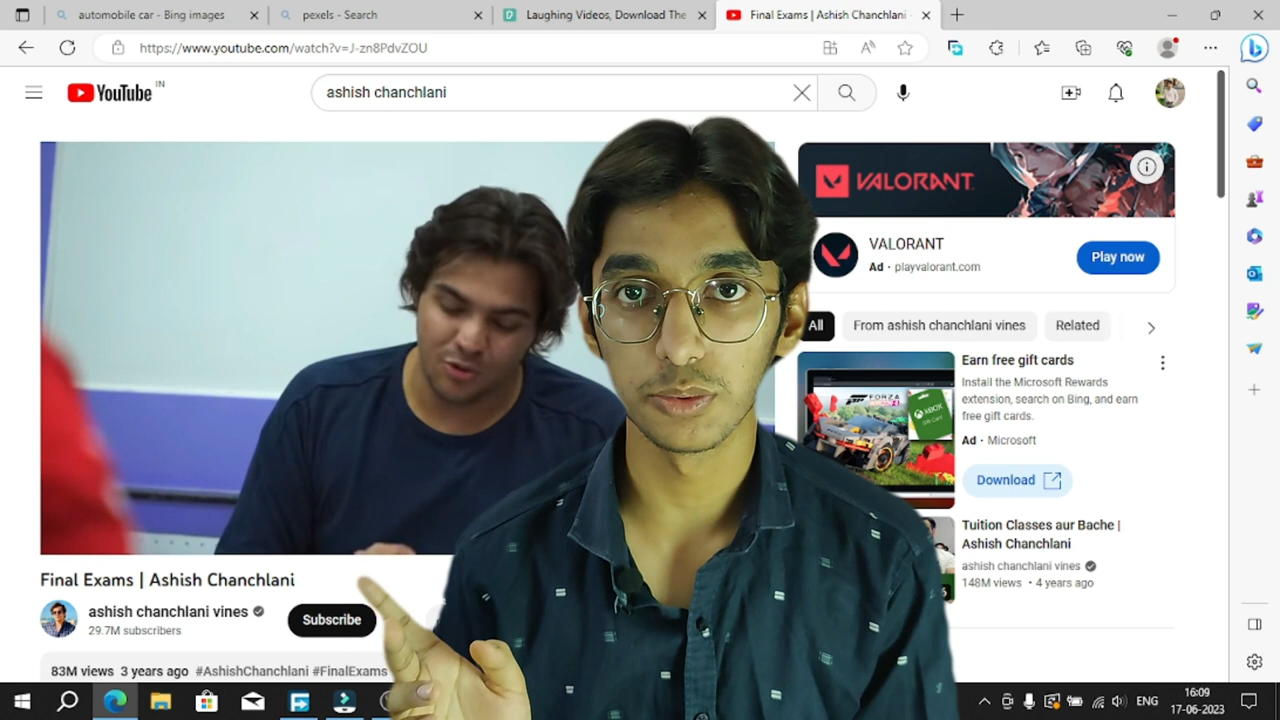 automobile car - Bing images
pexels - Search
Laughing Videos, Download The
Final Exams | Ashish Chanchlani
https://www.youtube.com/watch?v=J-zn8PdvZOU
YouTube IN
ashish chanchlani
VALORANT
VALORANT
Ad · playvalorant.com
Play now
All
From ashish chanchlani vines
Related
Earn free gift cards
Install the Microsoft Rewards
extension, search on Bing, and earn
free gift cards.
Ad · Microsoft
Download
FORZA
XBOX
Tuition Classes aur Bache |
Ashish Chanchlani
ashish chanchlani vines
148M views · 4 years ago
Final Exams | Ashish Chanchlani
ashish chanchlani vines
29.7M subscribers
Subscribe
83M views 3 years ago #AshishChanchlani #FinalExams
ENG
16:09
17-06-2023